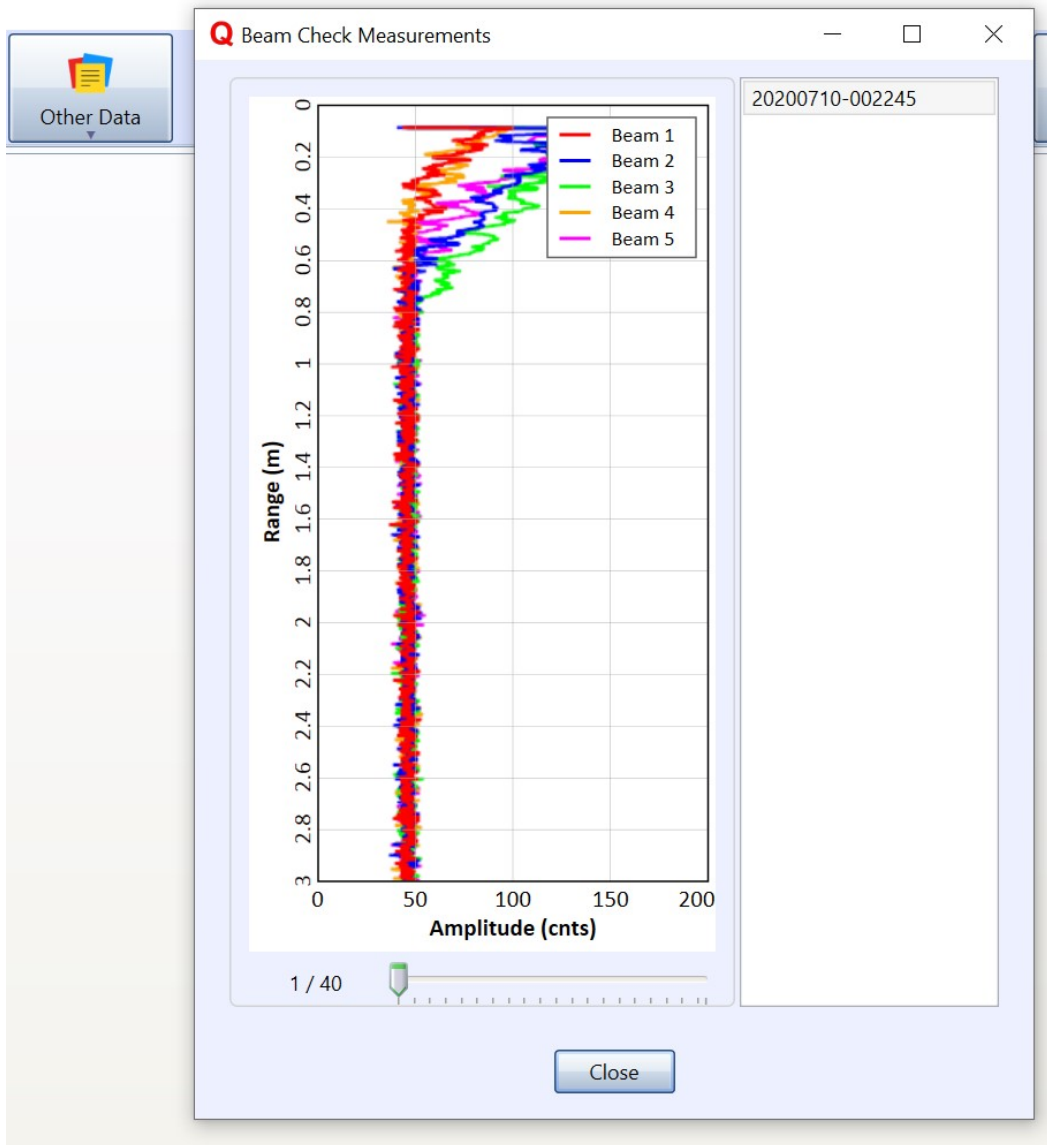 Q Beam Check Measurements
Other Data
20200710-002245
Beam 1
Beam 2
Beam 3
Beam 4
Beam 5
0
0.2
0.4
0.6
0.8
1
1.2
1.4
1.6
1.8
2
2.2
2.4
2.6
2.8
3
Range (m)
0 50 100 150 200
Amplitude (cnts)
1 / 40
Close